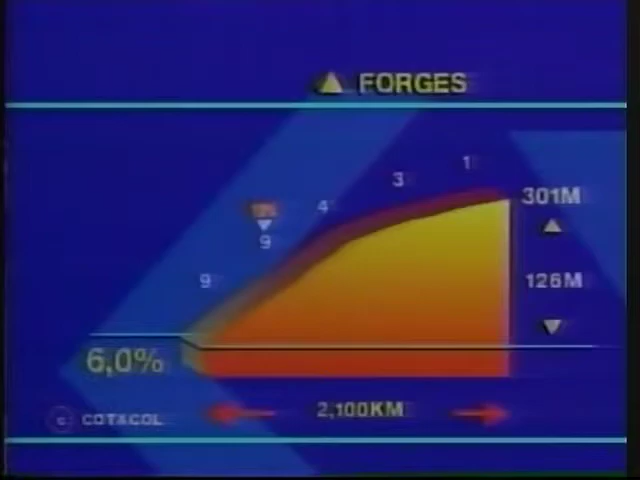 ▲ FORGES
1
3
4
301M
9
9
126M
6,0%
2,100KM
© COTACOL